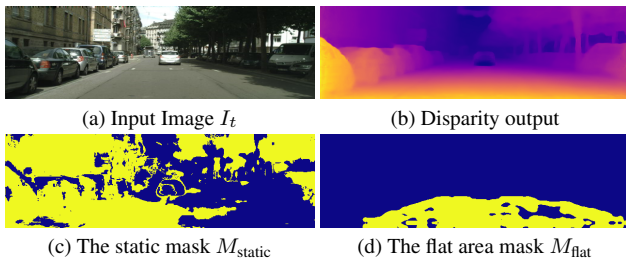 (a) Input Image I_t
(b) Disparity output
(c) The static mask M_static
(d) The flat area mask M_flat